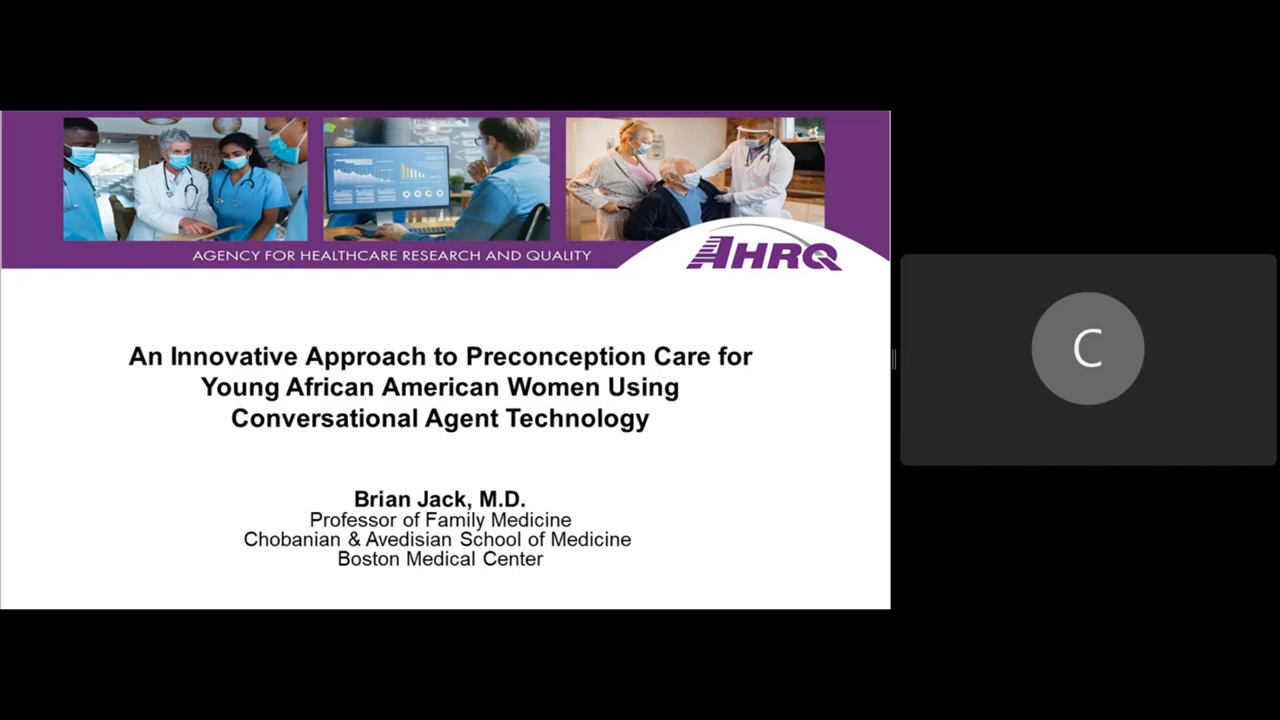 AGENCY FOR HEALTHCARE RESEARCH AND QUALITY
AHRQ
An Innovative Approach to Preconception Care for
Young African American Women Using
Conversational Agent Technology
Brian Jack, M.D.
Professor of Family Medicine
Chobanian & Avedisian School of Medicine
Boston Medical Center
C